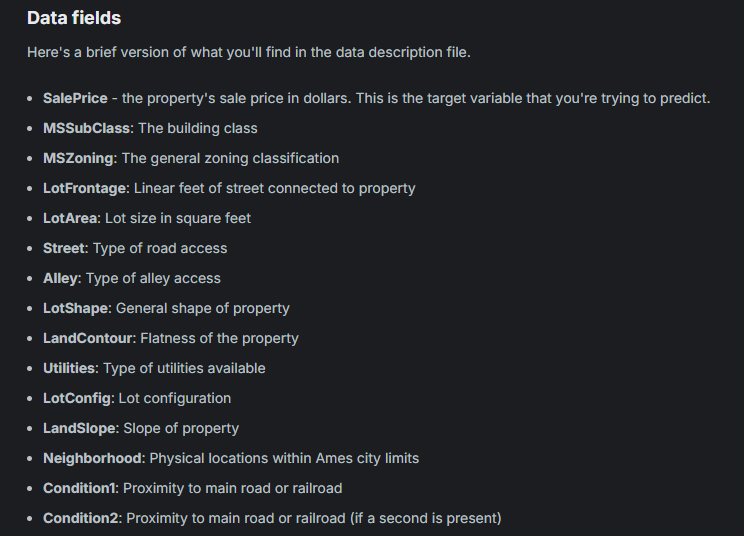 Data fields
Here's a brief version of what you'll find in the data description file.
• SalePrice - the property's sale price in dollars. This is the target variable that you're trying to predict.
• MSSubClass: The building class
• MSZoning: The general zoning classification
• LotFrontage: Linear feet of street connected to property
• LotArea: Lot size in square feet
• Street: Type of road access
• Alley: Type of alley access
• LotShape: General shape of property
• LandContour: Flatness of the property
• Utilities: Type of utilities available
• LotConfig: Lot configuration
• LandSlope: Slope of property
• Neighborhood: Physical locations within Ames city limits
• Condition1: Proximity to main road or railroad
• Condition2: Proximity to main road or railroad (if a second is present)